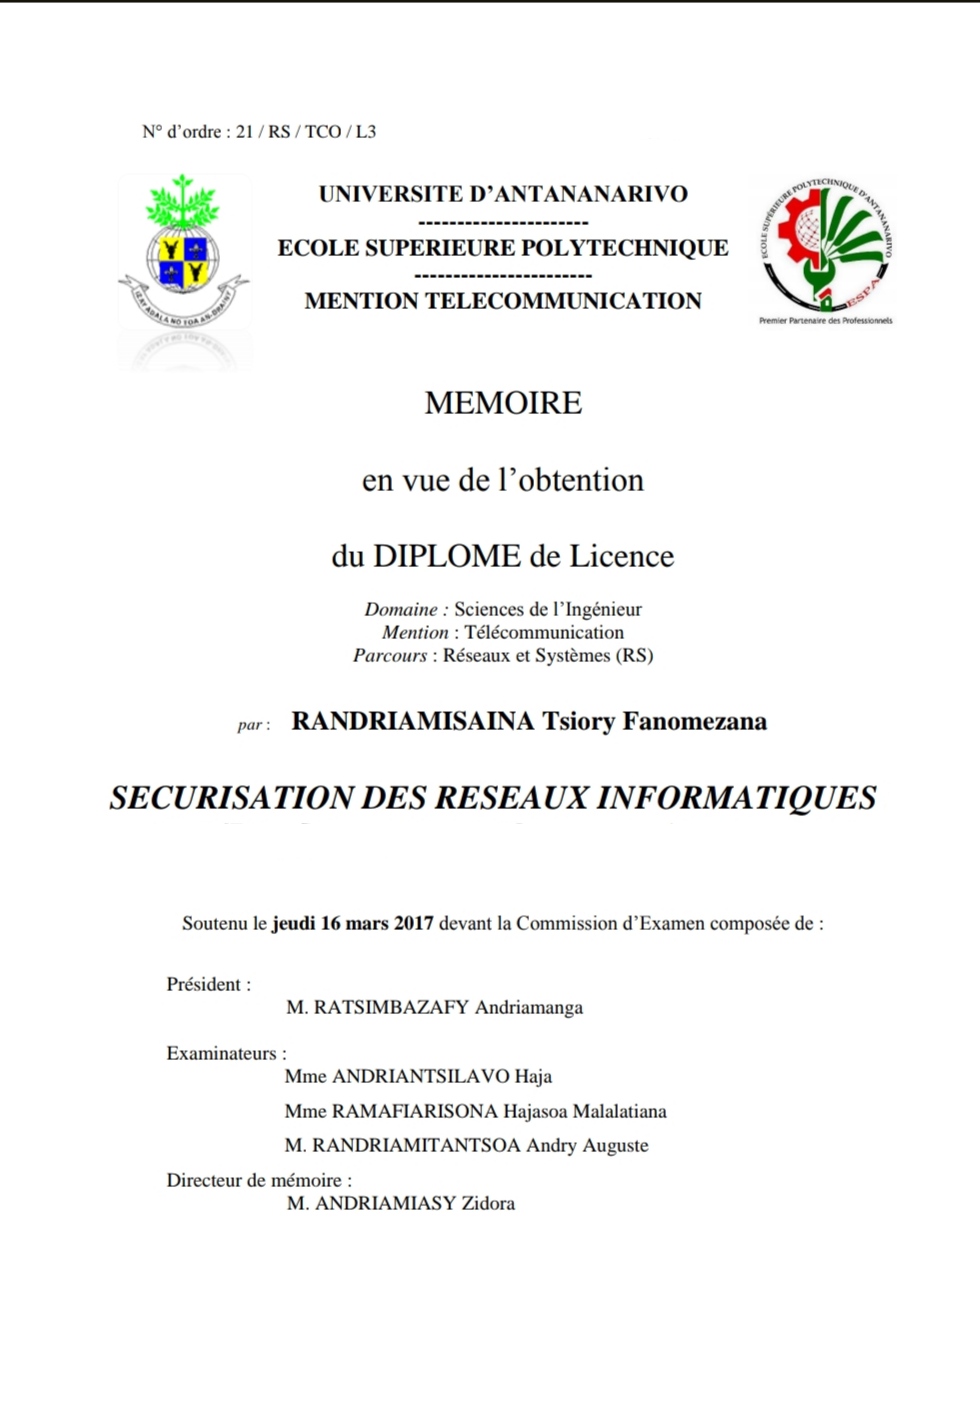 N° d'ordre : 21 / RS / TCO / L3
UNIVERSITE D'ANTANANARIVO
----------------------
ECOLE SUPERIEURE POLYTECHNIQUE
-----------------------
MENTION TELECOMMUNICATION
IZAY ADALA NO TOA AN-DRAINY
ECOLE SUPÉRIEURE POLYTECHNIQUE D'ANTANANARIVO
ESPA
Premier Partenaire des Professionnels
MEMOIRE
en vue de l'obtention
du DIPLOME de Licence
Domaine : Sciences de l'Ingénieur
Mention : Télécommunication
Parcours : Réseaux et Systèmes (RS)
par : RANDRIAMISAINA Tsiory Fanomezana
SECURISATION DES RESEAUX INFORMATIQUES
Soutenu le jeudi 16 mars 2017 devant la Commission d'Examen composée de :
Président :
M. RATSIMBAZAFY Andriamanga
Examinateurs :
Mme ANDRIANTSILAVO Haja
Mme RAMAFIARISONA Hajasoa Malalatiana
M. RANDRIAMITANTSOA Andry Auguste
Directeur de mémoire :
M. ANDRIAMIASY Zidora